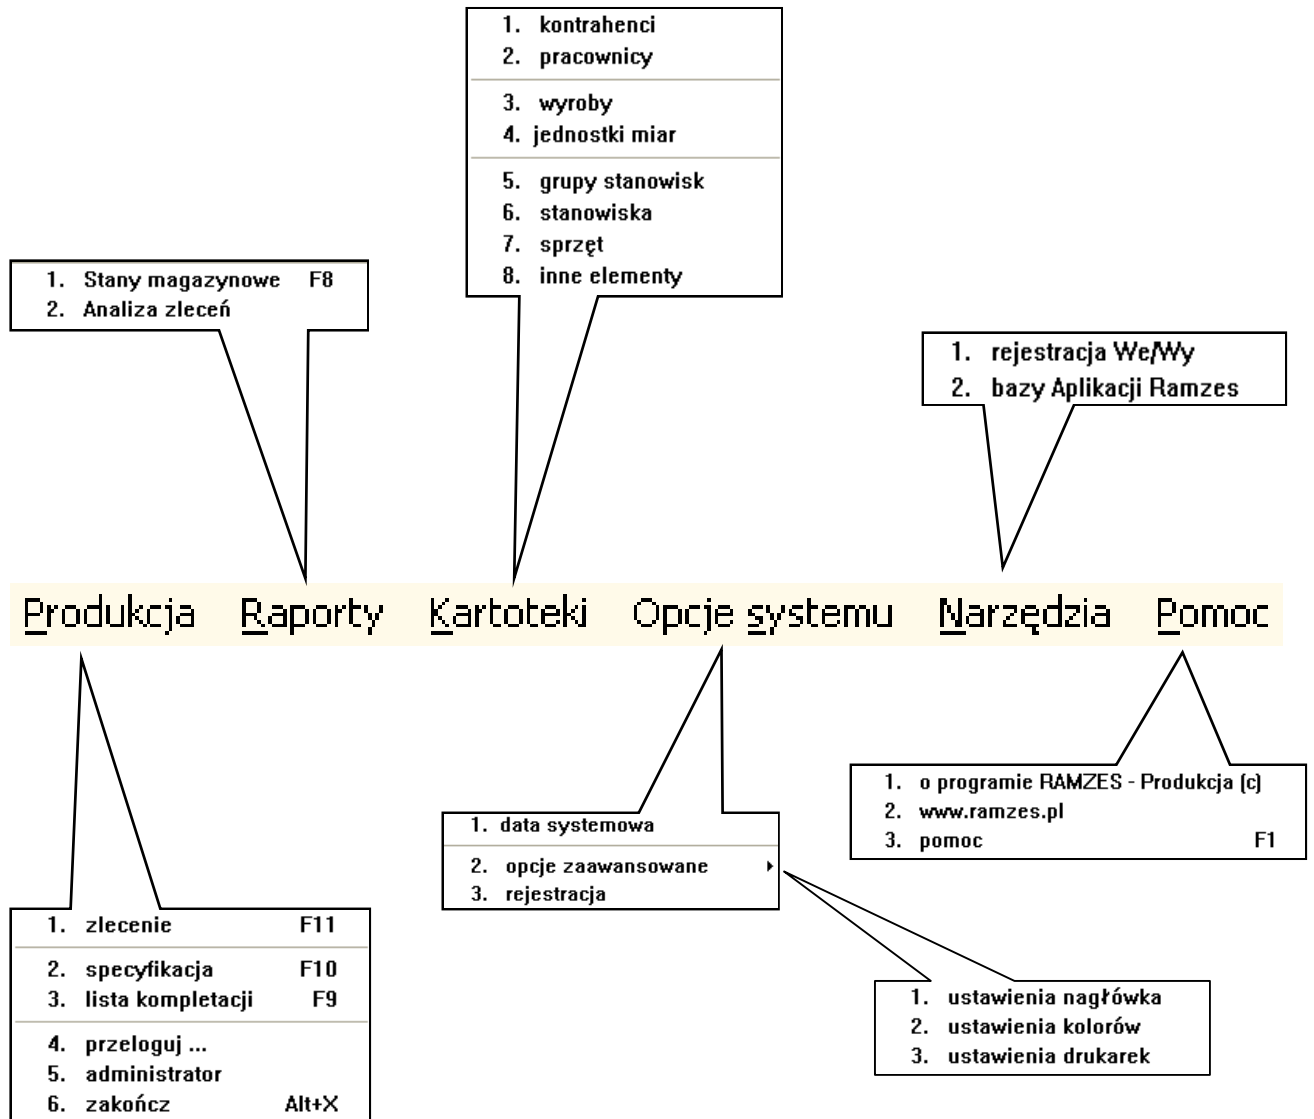 1. kontrahenci
2. pracownicy
3. wyroby
4. jednostki miar
5. grupy stanowisk
6. stanowiska
7. sprzęt
8. inne elementy
1. Stany magazynowe F8
2. Analiza zleceń
1. rejestracja We/Wy
2. bazy Aplikacji Ramzes
Produkcja Raporty Kartoteki Opcje systemu Narzędzia Pomoc
1. o programie RAMZES - Produkcja (c)
2. www.ramzes.pl
3. pomoc F1
1. data systemowa
2. opcje zaawansowane
3. rejestracja
1. zlecenie F11
2. specyfikacja F10
3. lista kompletacji F9
4. przeloguj ...
5. administrator
6. zakończ Alt+X
1. ustawienia nagłówka
2. ustawienia kolorów
3. ustawienia drukarek